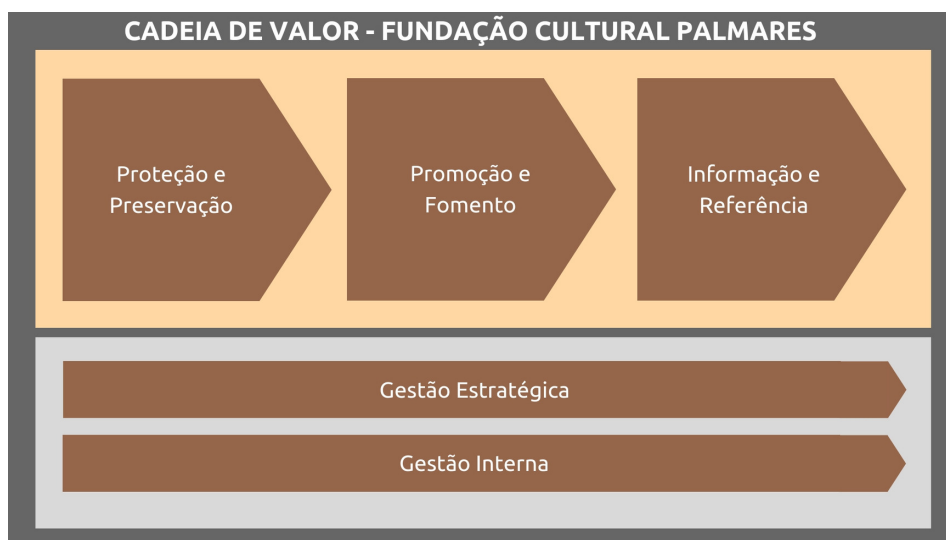 CADEIA DE VALOR - FUNDAÇÃO CULTURAL PALMARES
Proteção e
Preservação
Promoção e
Fomento
Informação e
Referência
Gestão Estratégica
Gestão Interna